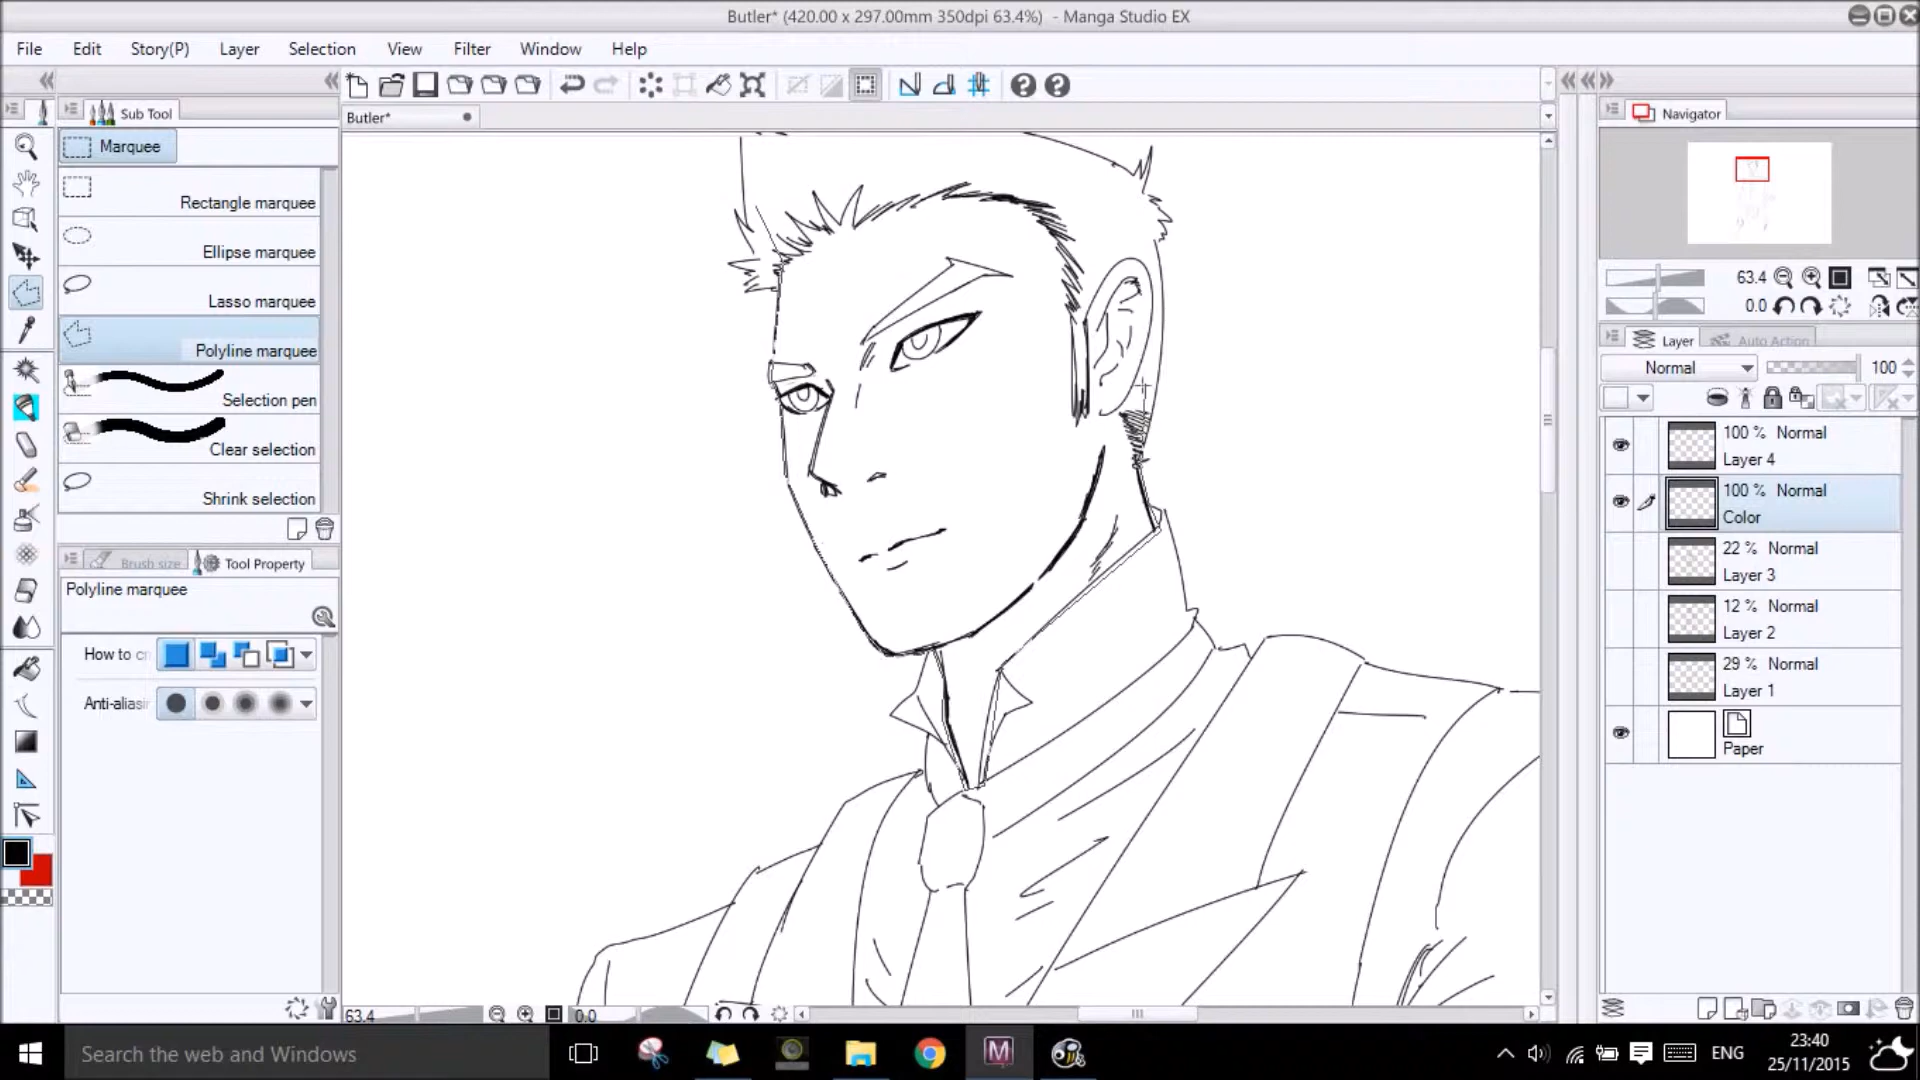 Butler* (420.00 x 297.00mm 350dpi 63.4%) - Manga Studio EX
File Edit Story(P) Layer Selection View Filter Window Help
Sub Tool
Butler*
Navigator
Marquee
Rectangle marquee
Ellipse marquee
Lasso marquee
Polyline marquee
Selection pen
Clear selection
Shrink selection
63.4
0.0
Layer Auto Action
Normal 100
100 % Normal
Layer 4
100 % Normal
Color
22 % Normal
Layer 3
12 % Normal
Layer 2
29 % Normal
Layer 1
Paper
Brush size Tool Property
Polyline marquee
How to cr
Anti-aliasin
63.4 0.0
Search the web and Windows
ENG
23:40
25/11/2015